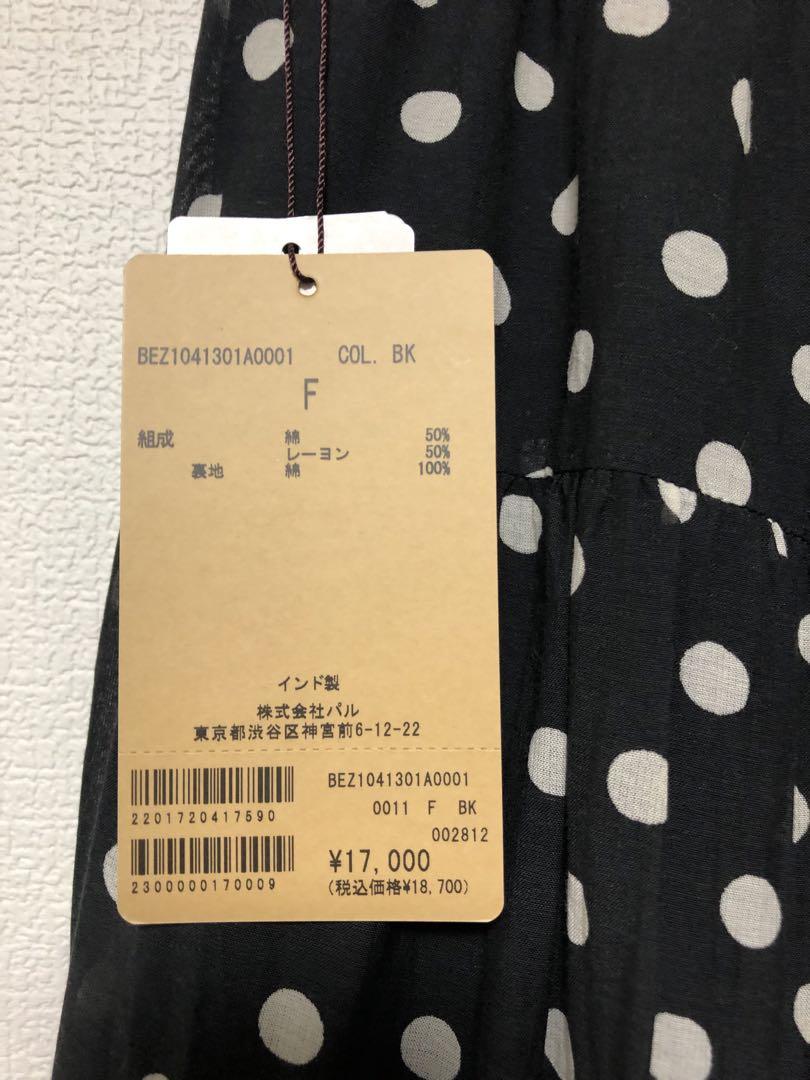 BEZ1041301A0001 COL. BK
F
組成 綿 50%
レーヨン 50%
裏地 綿 100%
インド製
株式会社パル
東京都渋谷区神宮前6-12-22
BEZ1041301A0001
0011 F BK
002812
2201720417590
¥17,000
(税込価格¥18,700)
2300000170009